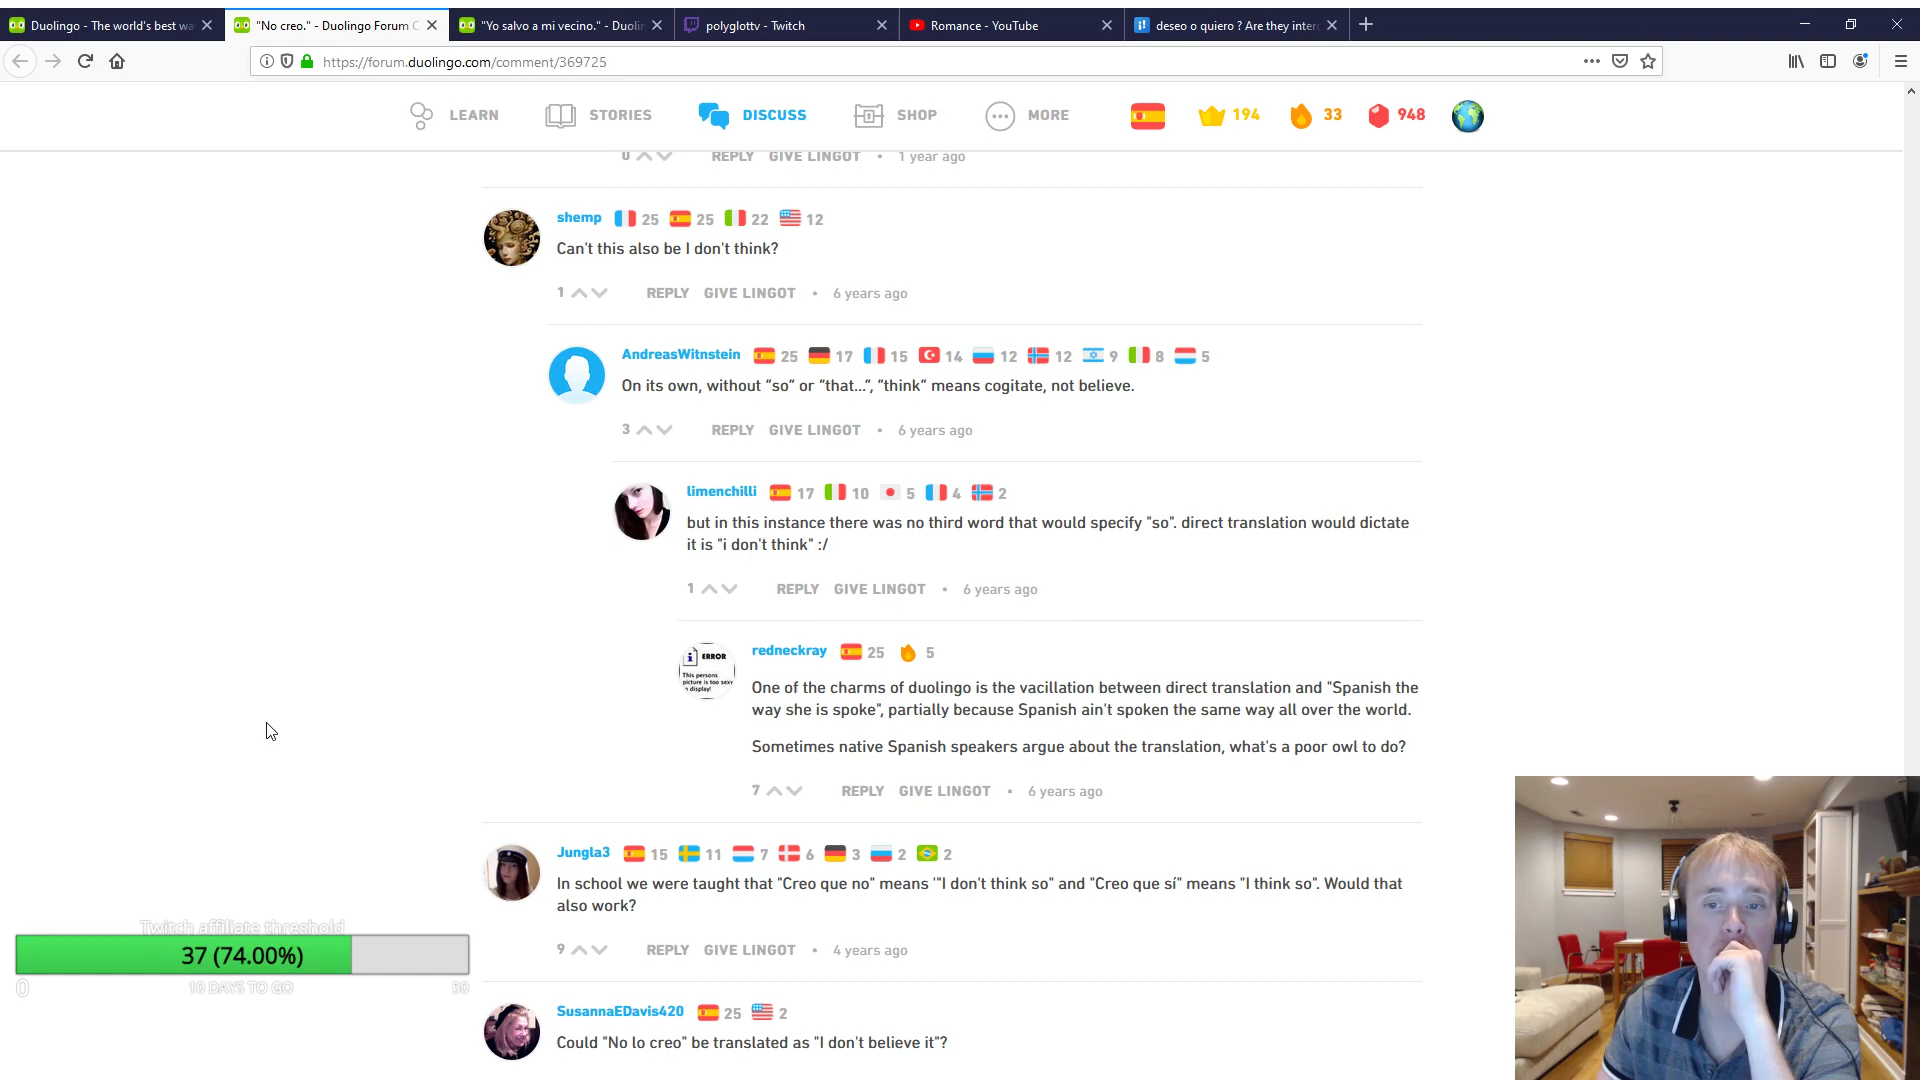 Duolingo - The world's best wa
"No creo." - Duolingo Forum C
"Yo salvo a mi vecino." - Duolin
polyglottv - Twitch
Romance - YouTube
deseo o quiero ? Are they interc
https://forum.duolingo.com/comment/369725
LEARN
STORIES
DISCUSS
SHOP
MORE
194
33
948
0 REPLY GIVE LINGOT • 1 year ago
shemp 25 25 22 12
Can't this also be I don't think?
1 REPLY GIVE LINGOT • 6 years ago
AndreasWitnstein 25 17 15 14 12 12 9 8 5
On its own, without “so” or “that...”, “think” means cogitate, not believe.
3 REPLY GIVE LINGOT • 6 years ago
limenchilli 17 10 5 4 2
but in this instance there was no third word that would specify "so". direct translation would dictate
it is "i don't think" :/
1 REPLY GIVE LINGOT • 6 years ago
ERROR
This persons
picture is too sexy
display!
redneckray 25 5
One of the charms of duolingo is the vacillation between direct translation and "Spanish the
way she is spoke", partially because Spanish ain't spoken the same way all over the world.
Sometimes native Spanish speakers argue about the translation, what's a poor owl to do?
7 REPLY GIVE LINGOT • 6 years ago
Jungla3 15 11 7 6 3 2 2
In school we were taught that "Creo que no" means '"I don't think so" and "Creo que sí" means "I think so". Would that
also work?
9 REPLY GIVE LINGOT • 4 years ago
SusannaEDavis420 25 2
Could "No lo creo" be translated as "I don't believe it"?
Twitch affiliate threshold
37 (74.00%)
0
10 DAYS TO GO
50